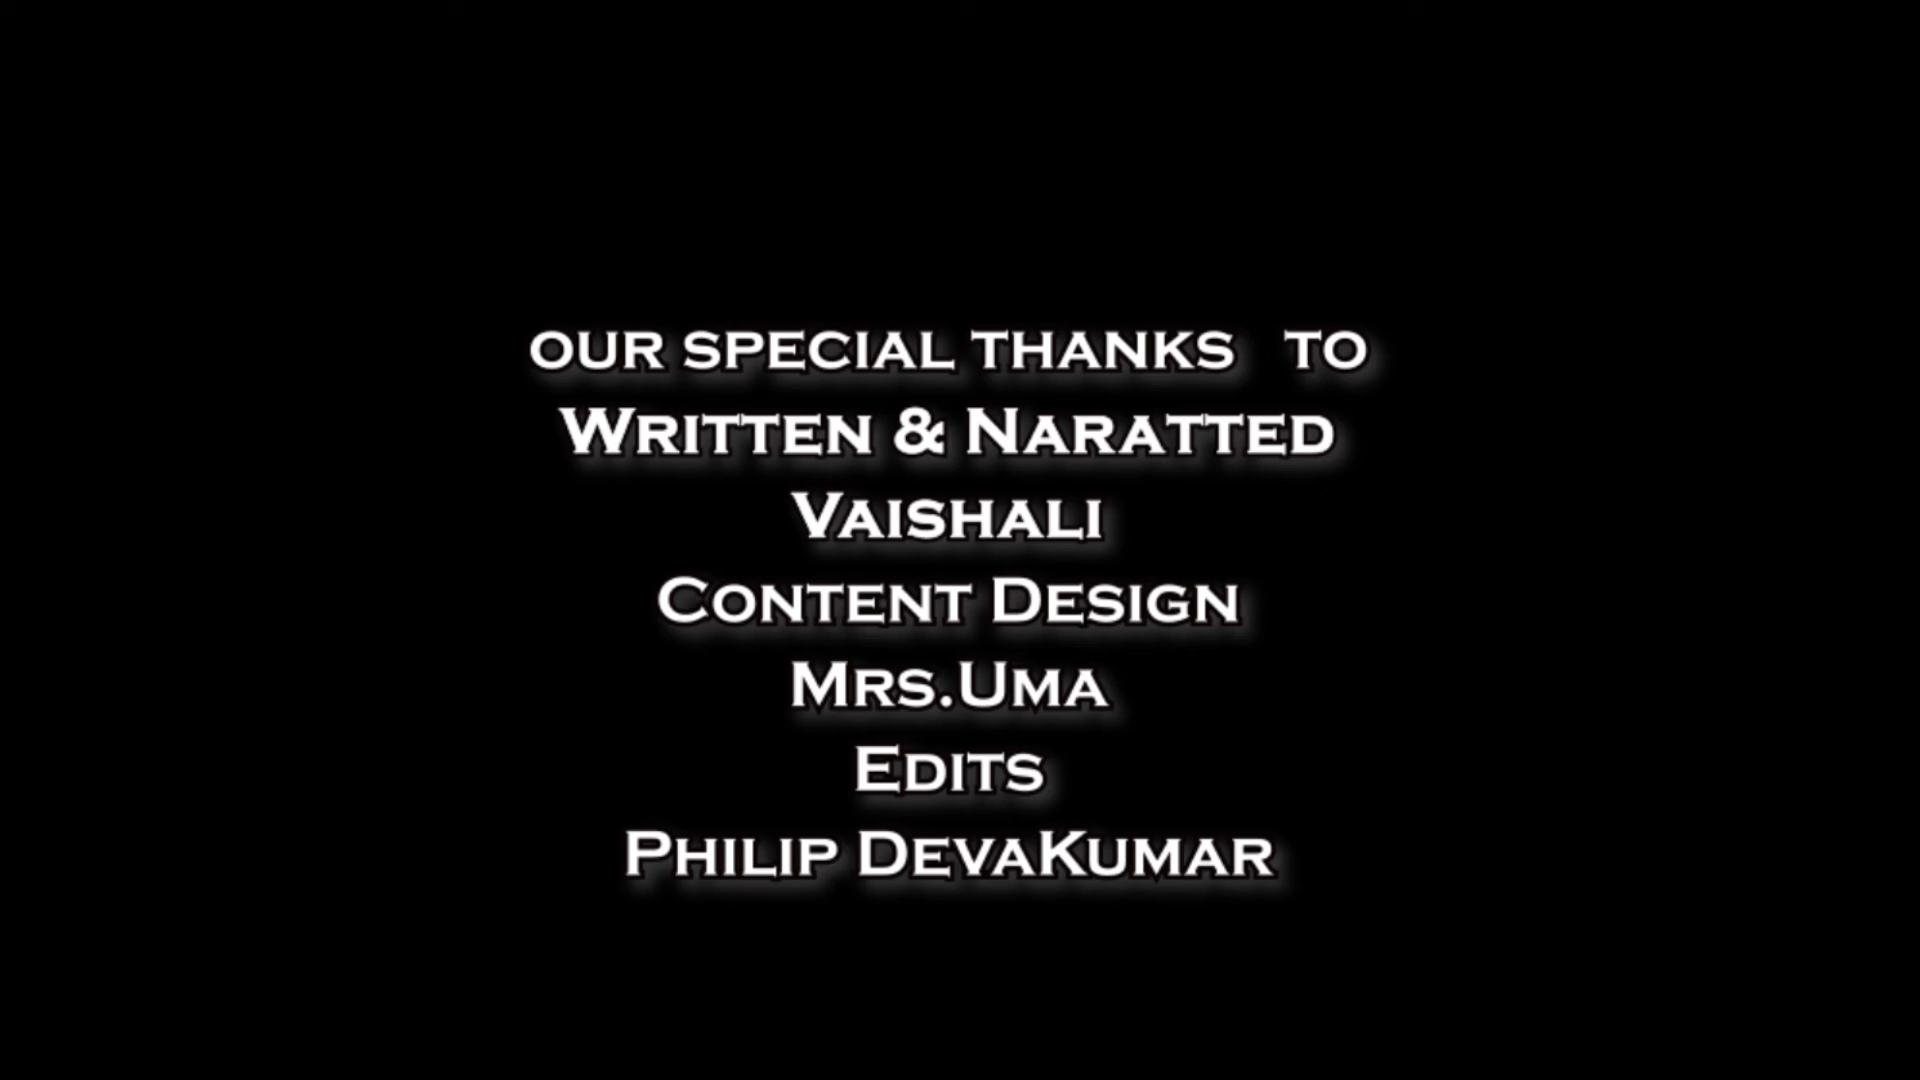 OUR SPECIAL THANKS TO
WRITTEN & NARATTED
VAISHALI
CONTENT DESIGN
MRS.UMA
EDITS
PHILIP DEVAKUMAR